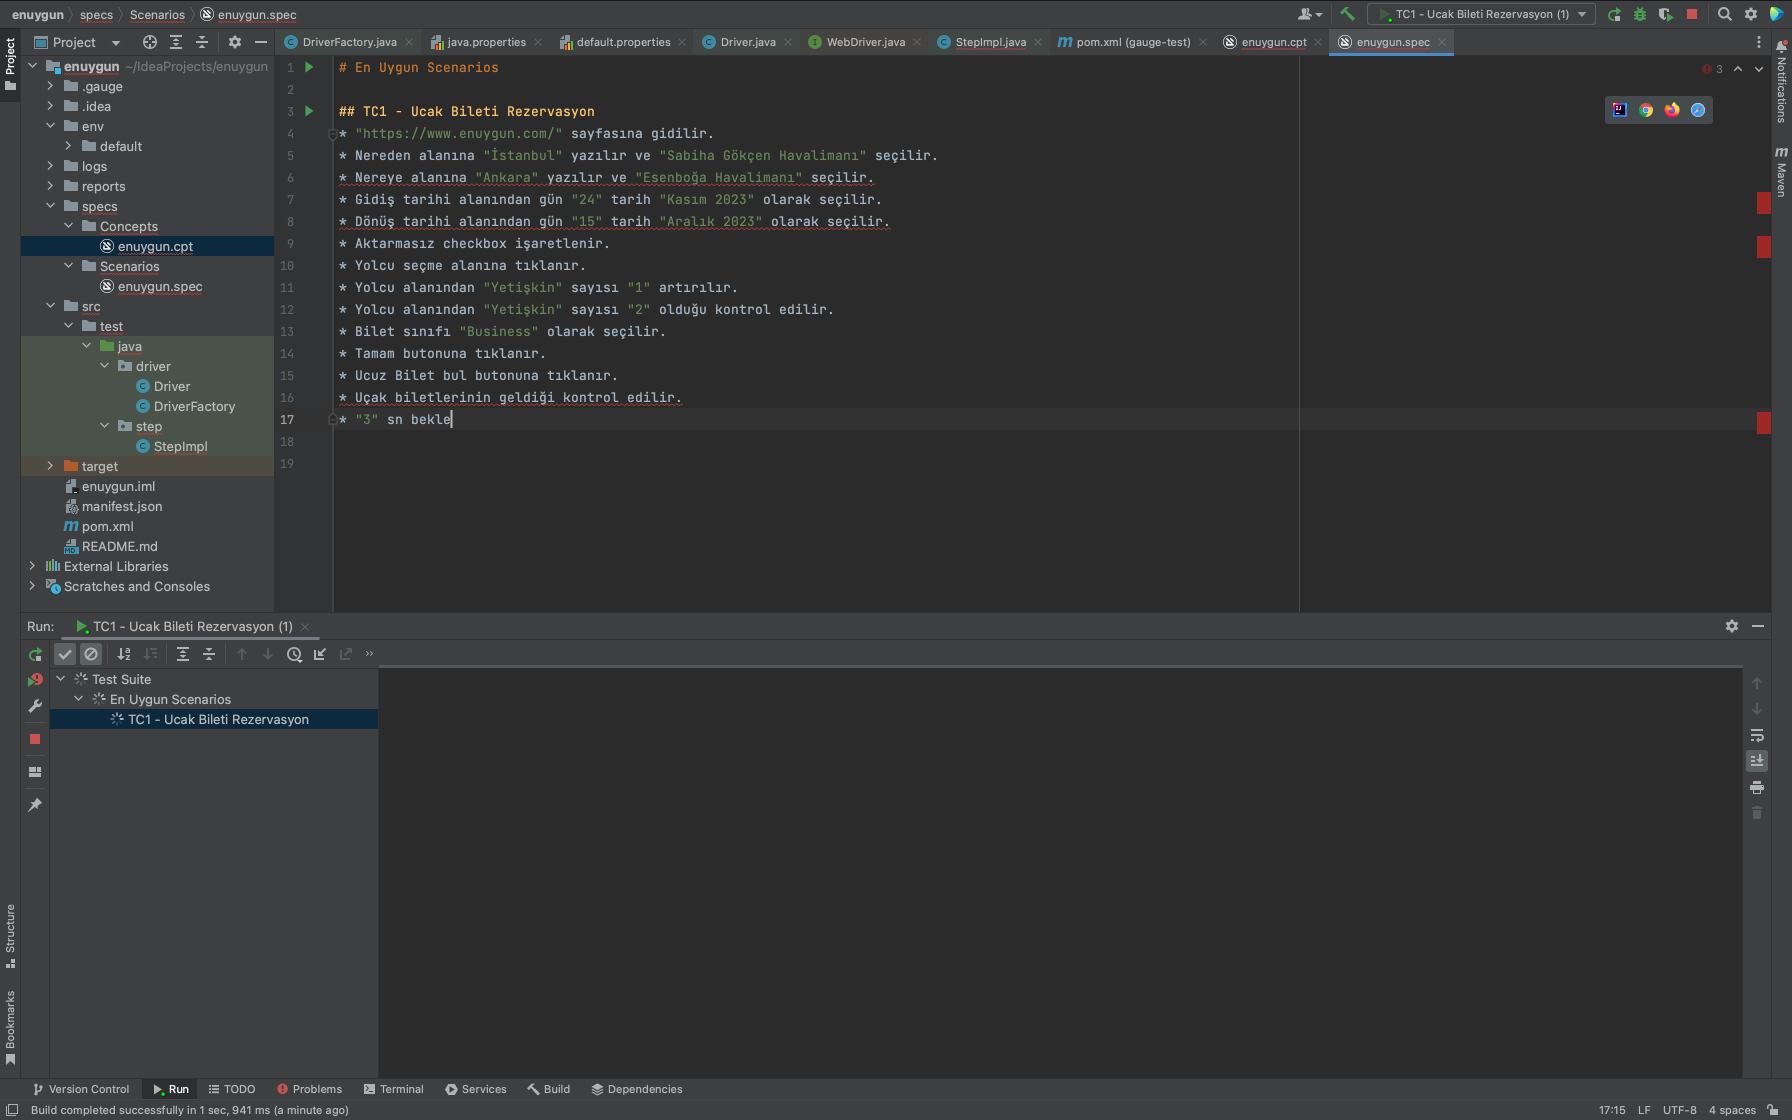 enuygun specs Scenarios enuygun.spec
TC1 - Ucak Bileti Rezervasyon (1)
Project
DriverFactory.java java.properties default.properties Driver.java WebDriver.java StepImpl.java pom.xml (gauge-test) enuygun.cpt enuygun.spec
enuygun ~/IdeaProjects/enuygun
.gauge
.idea
env
default
logs
reports
specs
Concepts
enuygun.cpt
Scenarios
enuygun.spec
src
test
java
driver
Driver
DriverFactory
step
StepImpl
target
enuygun.iml
manifest.json
pom.xml
README.md
External Libraries
Scratches and Consoles
1 # En Uygun Scenarios
2
3 ## TC1 - Ucak Bileti Rezervasyon
4 * "https://www.enuygun.com/" sayfasına gidilir.
5 * Nereden alanına "İstanbul" yazılır ve "Sabiha Gökçen Havalimanı" seçilir.
6 * Nereye alanına "Ankara" yazılır ve "Esenboğa Havalimanı" seçilir.
7 * Gidiş tarihi alanından gün "24" tarih "Kasım 2023" olarak seçilir.
8 * Dönüş tarihi alanından gün "15" tarih "Aralık 2023" olarak seçilir.
9 * Aktarmasız checkbox işaretlenir.
10 * Yolcu seçme alanına tıklanır.
11 * Yolcu alanından "Yetişkin" sayısı "1" artırılır.
12 * Yolcu alanından "Yetişkin" sayısı "2" olduğu kontrol edilir.
13 * Bilet sınıfı "Business" olarak seçilir.
14 * Tamam butonuna tıklanır.
15 * Ucuz Bilet bul butonuna tıklanır.
16 * Uçak biletlerinin geldiği kontrol edilir.
17 * "3" sn bekle
18
19
3
Project
Structure
Bookmarks
Notifications
Maven
Run: TC1 - Ucak Bileti Rezervasyon (1)
Test Suite
En Uygun Scenarios
TC1 - Ucak Bileti Rezervasyon
Version Control Run TODO Problems Terminal Services Build Dependencies
Build completed successfully in 1 sec, 941 ms (a minute ago)
17:15 LF UTF-8 4 spaces